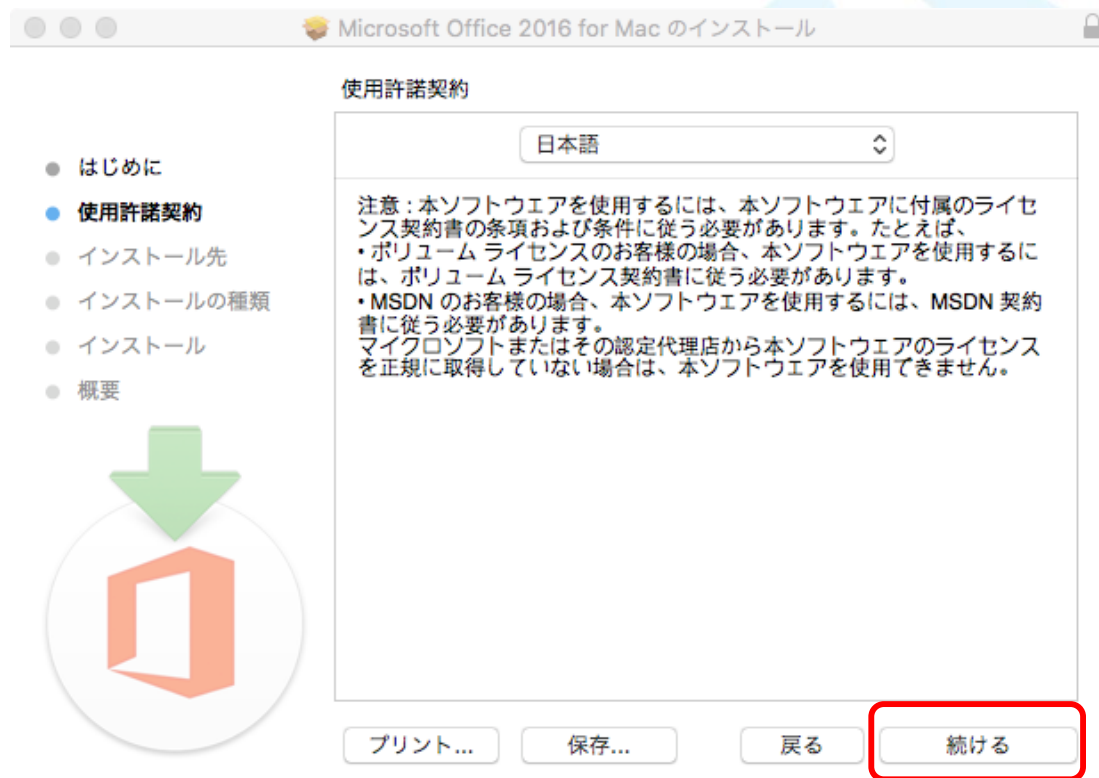 Microsoft Office 2016 for Mac のインストール
使用許諾契約
はじめに
使用許諾契約
インストール先
インストールの種類
インストール
概要
日本語
注意 : 本ソフトウェアを使用するには、本ソフトウェアに付属のライセ
ンス契約書の条項および条件に従う必要があります。たとえば、
• ボリューム ライセンスのお客様の場合、本ソフトウェアを使用するに
は、ボリューム ライセンス契約書に従う必要があります。
• MSDN のお客様の場合、本ソフトウェアを使用するには、MSDN 契約
書に従う必要があります。
マイクロソフトまたはその認定代理店から本ソフトウェアのライセンス
を正規に取得していない場合は、本ソフトウェアを使用できません。
プリント...
保存...
戻る
続ける